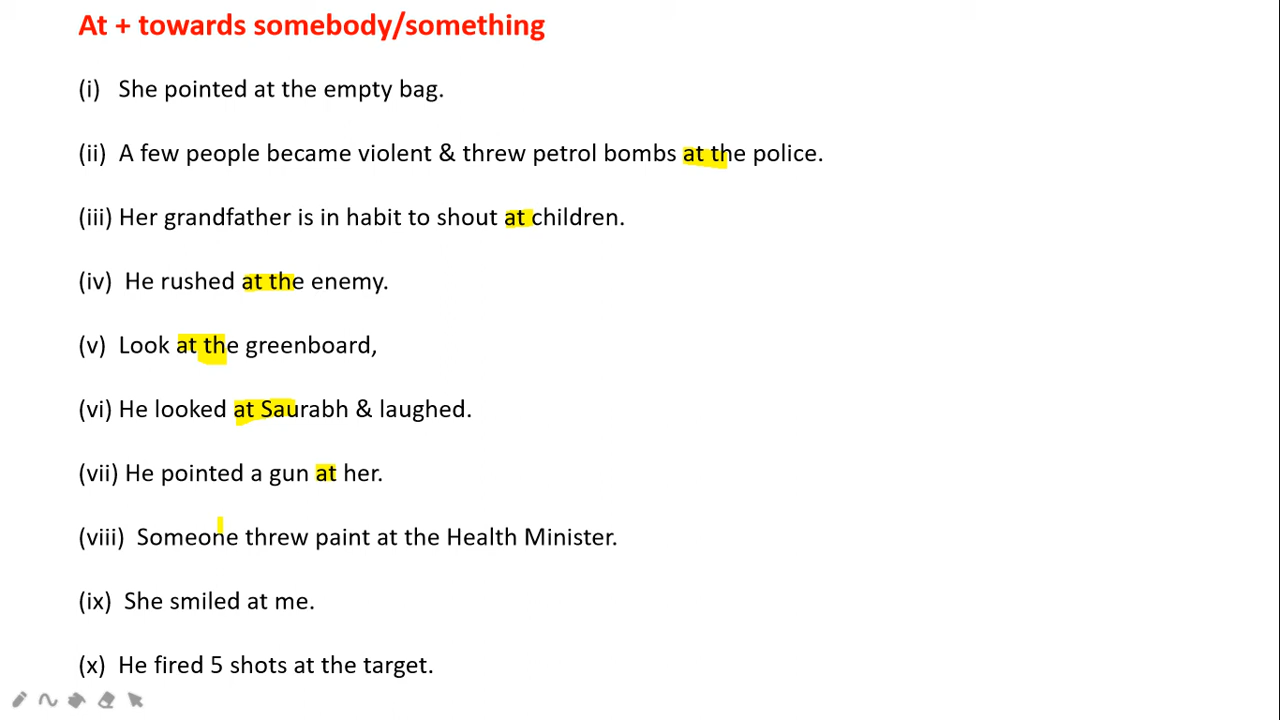 At + towards somebody/something
(i) She pointed at the empty bag.
(ii) A few people became violent & threw petrol bombs at the police.
(iii) Her grandfather is in habit to shout at children.
(iv) He rushed at the enemy.
(v) Look at the greenboard,
(vi) He looked at Saurabh & laughed.
(vii) He pointed a gun at her.
(viii) Someone threw paint at the Health Minister.
(ix) She smiled at me.
(x) He fired 5 shots at the target.